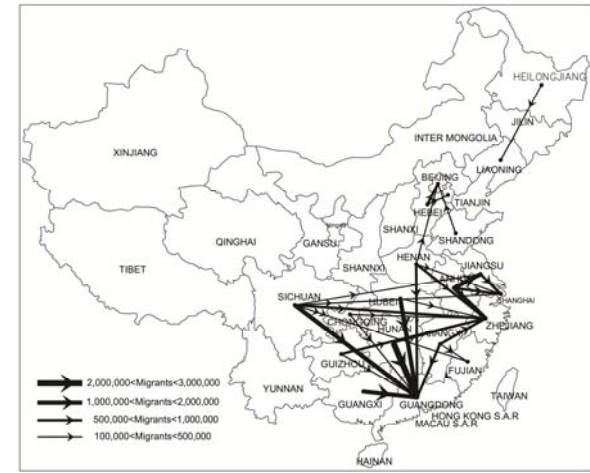 HEILONGJIANG
JILIN
INTER MONGOLIA
XINJIANG
LIAONING
BEIJING
TIANJIN
HEBEI
SHANXI
SHANDONG
QINGHAI
GANSU
HENAN
SHANNXI
JIANGSU
TIBET
SHANGHAI
SICHUAN
HUBEI
CHONGQING
ZHEJIANG
HUNAN
GUIZHOU
FUJIAN
YUNNAN
GUANGXI
GUANGDONG
TAIWAN
HONG KONG S.A.R
MACAU S.A.R
HAINAN
2,000,000<Migrants<3,000,000
1,000,000<Migrants<2,000,000
500,000<Migrants<1,000,000
100,000<Migrants<500,000